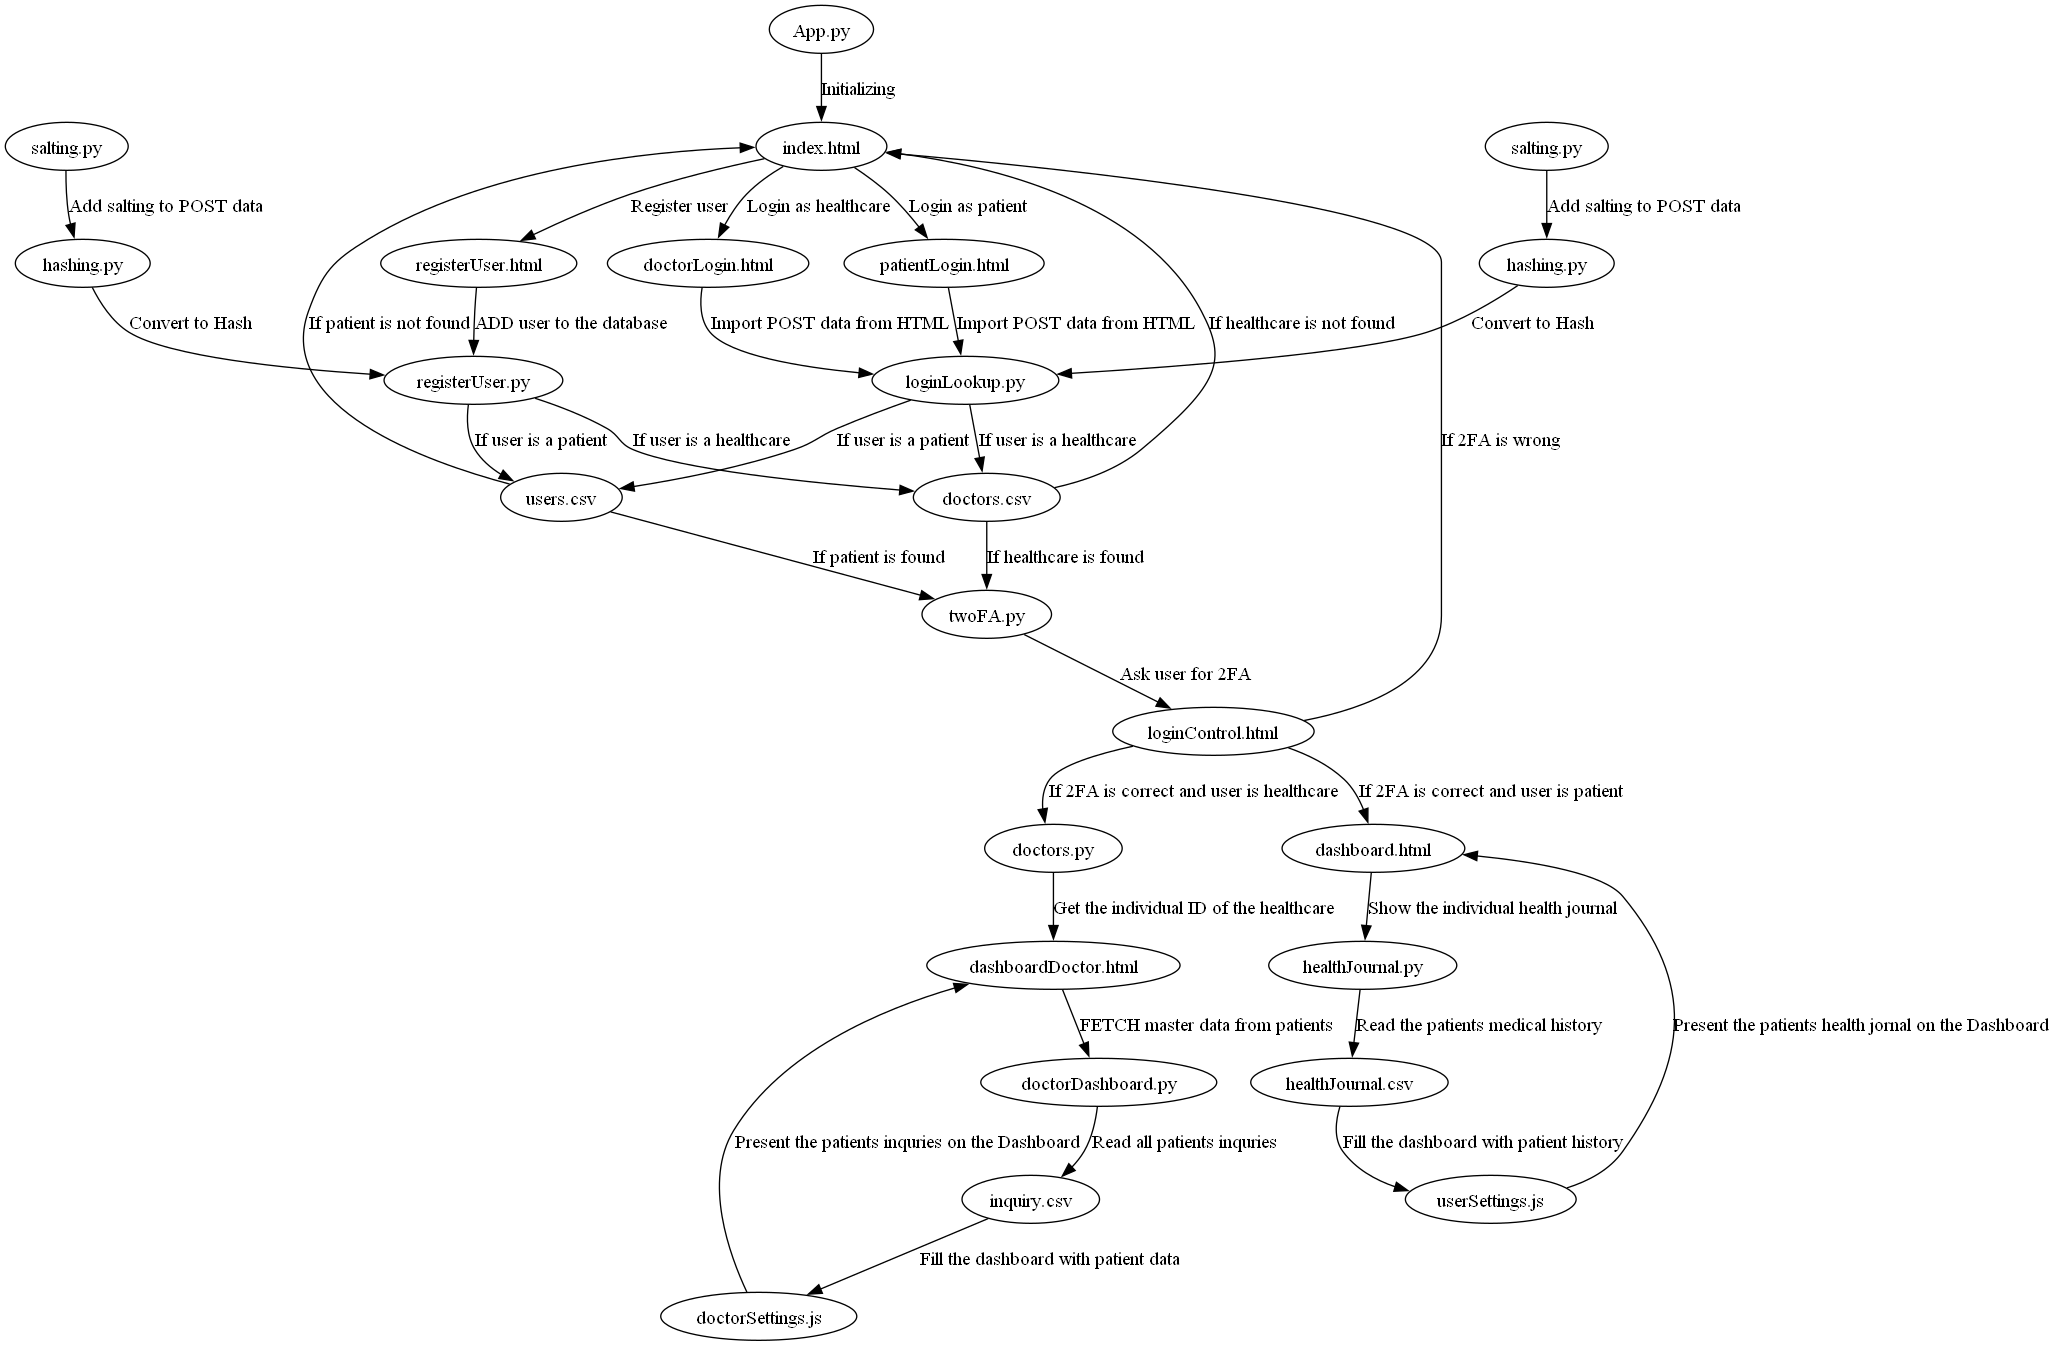 App.py
Initializing
salting.py
index.html
salting.py
Add salting to POST data
Register user
Login as healthcare
Login as patient
Add salting to POST data
hashing.py
registerUser.html
doctorLogin.html
patientLogin.html
hashing.py
Convert to Hash
If patient is not found
ADD user to the database
Import POST data from HTML
Import POST data from HTML
If healthcare is not found
Convert to Hash
registerUser.py
loginLookup.py
If user is a patient
If user is a healthcare
If user is a patient
If user is a healthcare
If 2FA is wrong
users.csv
doctors.csv
If patient is found
If healthcare is found
twoFA.py
Ask user for 2FA
loginControl.html
If 2FA is correct and user is healthcare
If 2FA is correct and user is patient
doctors.py
dashboard.html
Get the individual ID of the healthcare
Show the individual health journal
dashboardDoctor.html
healthJournal.py
FETCH master data from patients
Read the patients medical history
Present the patients health jornal on the Dashboard
doctorDashboard.py
healthJournal.csv
Present the patients inquries on the Dashboard
Read all patients inquries
Fill the dashboard with patient history
inquiry.csv
userSettings.js
Fill the dashboard with patient data
doctorSettings.js